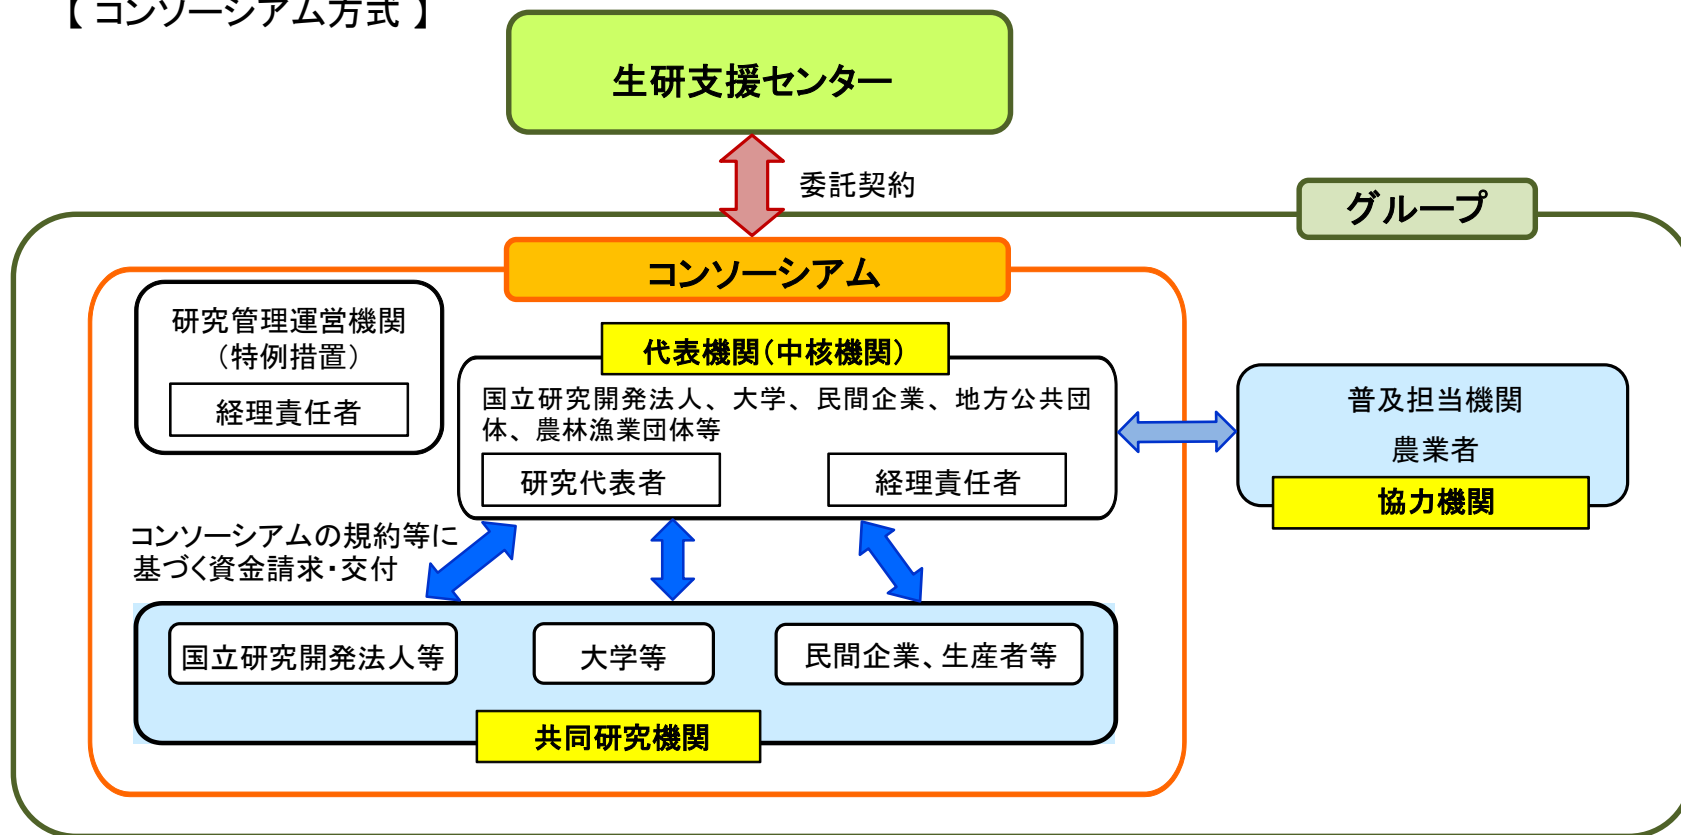 【 コンソーシアム方式 】
生研支援センター
委託契約
グループ
コンソーシアム
研究管理運営機関
（特例措置）
経理責任者
代表機関（中核機関）
国立研究開発法人、大学、民間企業、地方公共団
体、農林漁業団体等
研究代表者
経理責任者
普及担当機関
農業者
協力機関
コンソーシアムの規約等に
基づく資金請求・交付
国立研究開発法人等
大学等
民間企業、生産者等
共同研究機関